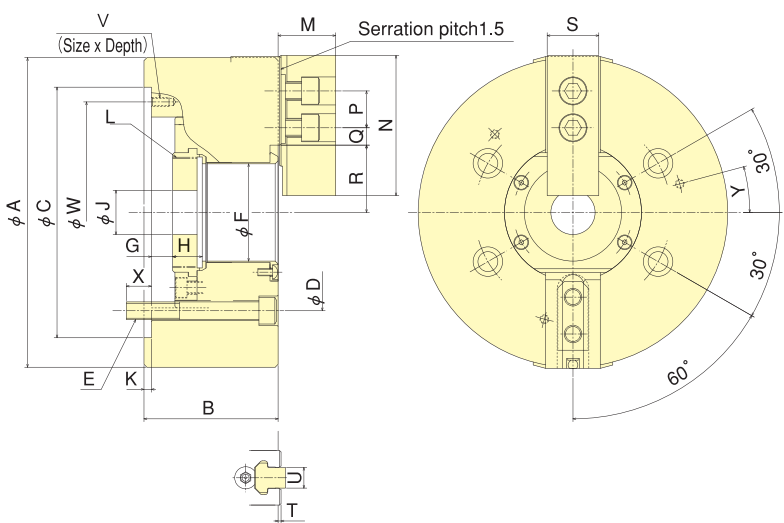 V
(Size x Depth)
M
Serration pitch1.5
S
L
P
Q
N
R
φA
φC
φW
φJ
φF
G
H
X
φD
E
K
B
30°
Y
30°
60°
U
T